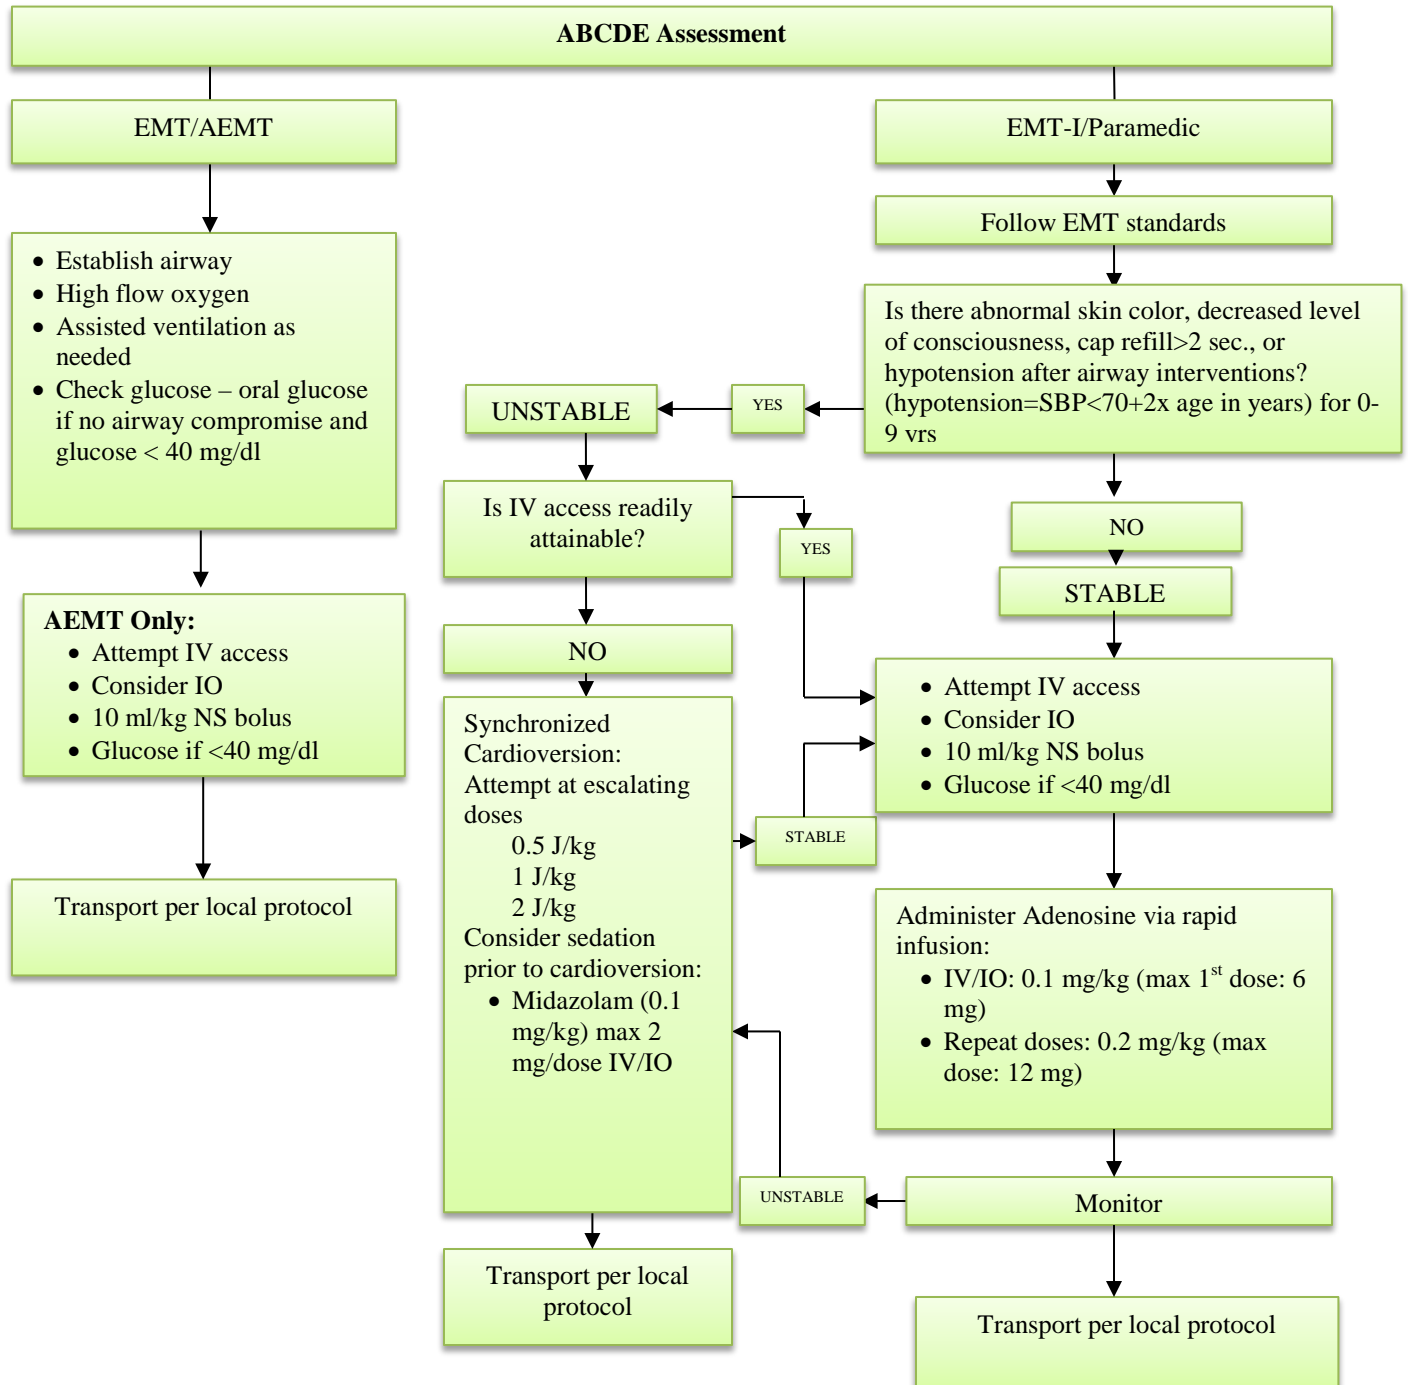 ABCDE Assessment
EMT/AEMT
EMT-I/Paramedic
Follow EMT standards
• Establish airway
• High flow oxygen
• Assisted ventilation as
needed
• Check glucose – oral glucose
if no airway compromise and
glucose < 40 mg/dl
Is there abnormal skin color, decreased level
of consciousness, cap refill>2 sec., or
hypotension after airway interventions?
(hypotension=SBP<70+2x age in years) for 0-
9 yrs
YES
UNSTABLE
Is IV access readily
attainable?
YES
NO
NO
STABLE
AEMT Only:
• Attempt IV access
• Consider IO
• 10 ml/kg NS bolus
• Glucose if <40 mg/dl
Transport per local protocol
Synchronized
Cardioversion:
Attempt at escalating
doses
0.5 J/kg
1 J/kg
2 J/kg
Consider sedation
prior to cardioversion:
• Midazolam (0.1
mg/kg) max 2
mg/dose IV/IO
STABLE
• Attempt IV access
• Consider IO
• 10 ml/kg NS bolus
• Glucose if <40 mg/dl
Administer Adenosine via rapid
infusion:
• IV/IO: 0.1 mg/kg (max 1st dose: 6
mg)
• Repeat doses: 0.2 mg/kg (max
dose: 12 mg)
UNSTABLE
Monitor
Transport per local
protocol
Transport per local protocol